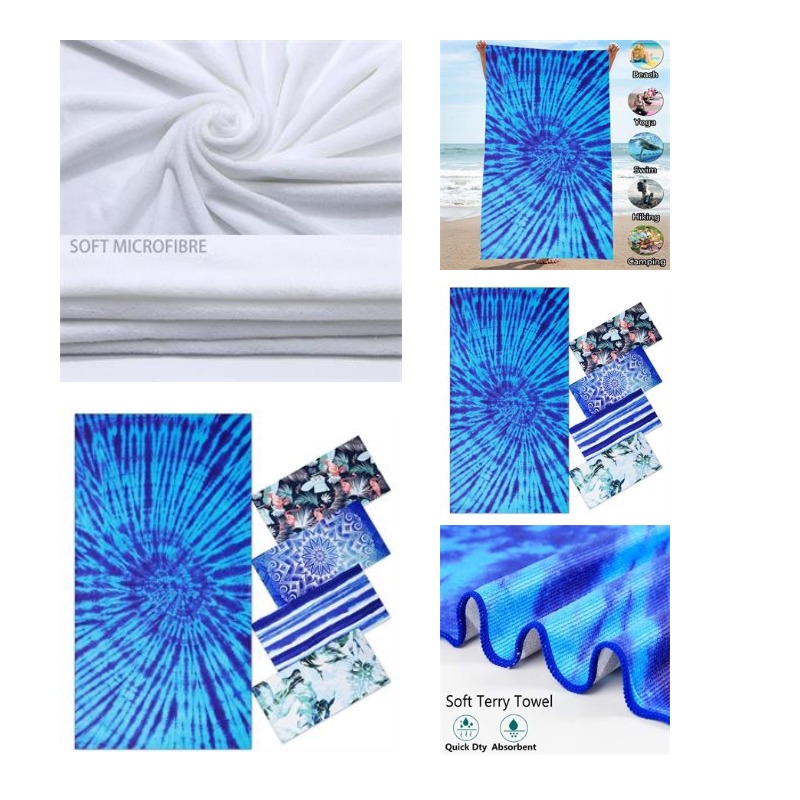 SOFT MICROFIBRE
Beach
Yoga
Swim
Hiking
Camping
Soft Terry Towel
Quick Dty Absorbent